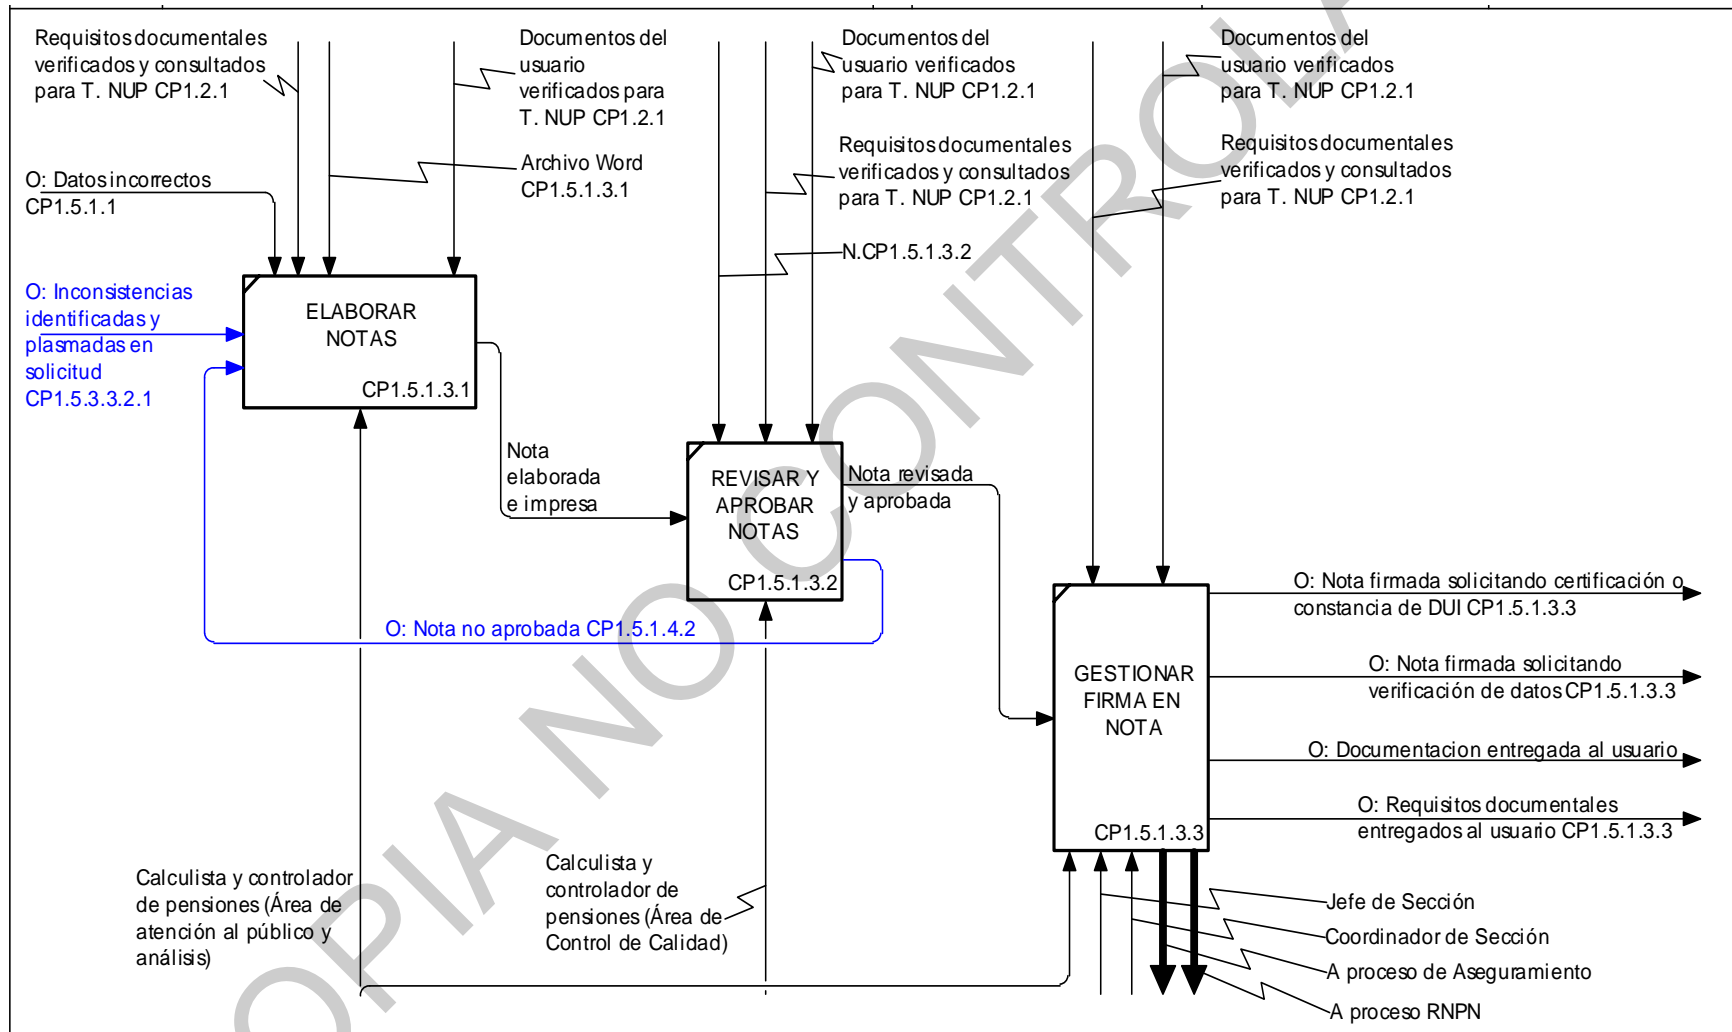 Requisitos documentales
verificados y consultados
para T. NUP CP1.2.1
Documentos del
usuario
verificados para
T. NUP CP1.2.1
Archivo Word
CP1.5.1.3.1
O: Datos incorrectos
CP1.5.1.1
O: Inconsistencias
identificadas y
plasmadas en
solicitud
CP1.5.3.3.2.1
ELABORAR
NOTAS
CP1.5.1.3.1
Documentos del
usuario verificados
para T. NUP CP1.2.1
Requisitos documentales
verificados y consultados
para T. NUP CP1.2.1
N.CP1.5.1.3.2
Documentos del
usuario verificados
para T. NUP CP1.2.1
Requisitos documentales
verificados y consultados
para T. NUP CP1.2.1
Nota
elaborada
e impresa
REVISAR Y
APROBAR
NOTAS
CP1.5.1.3.2
Nota revisada
y aprobada
O: Nota no aprobada CP1.5.1.4.2
GESTIONAR
FIRMA EN
NOTA
CP1.5.1.3.3
O: Nota firmada solicitando certificación o
constancia de DUI CP1.5.1.3.3
O: Nota firmada solicitando
verificación de datos CP1.5.1.3.3
O: Documentacion entregada al usuario
O: Requisitos documentales
entregados al usuario CP1.5.1.3.3
Calculista y controlador
de pensiones (Área de
atención al público y
análisis)
Calculista y
controlador de
pensiones (Área de
Control de Calidad)
Jefe de Sección
Coordinador de Sección
A proceso de Aseguramiento
A proceso RNPN
OPIA NO CONTROLA